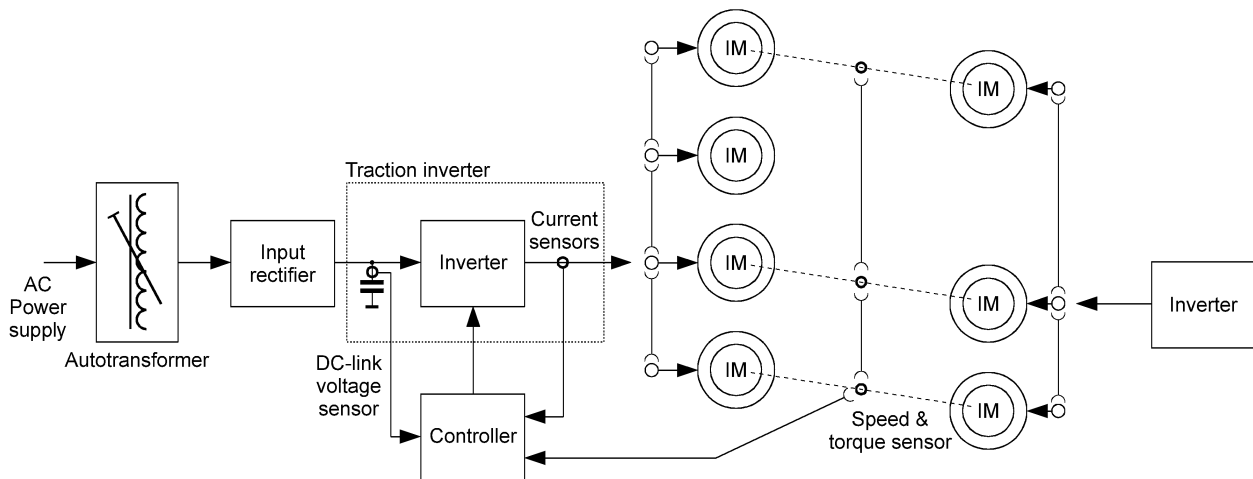 IM
IM
IM
IM
IM
IM
IM
Traction inverter
Current
sensors
Input
rectifier
Inverter
AC
Power
supply
Autotransformer
DC-link
voltage
sensor
Controller
Speed &
torque sensor
Inverter